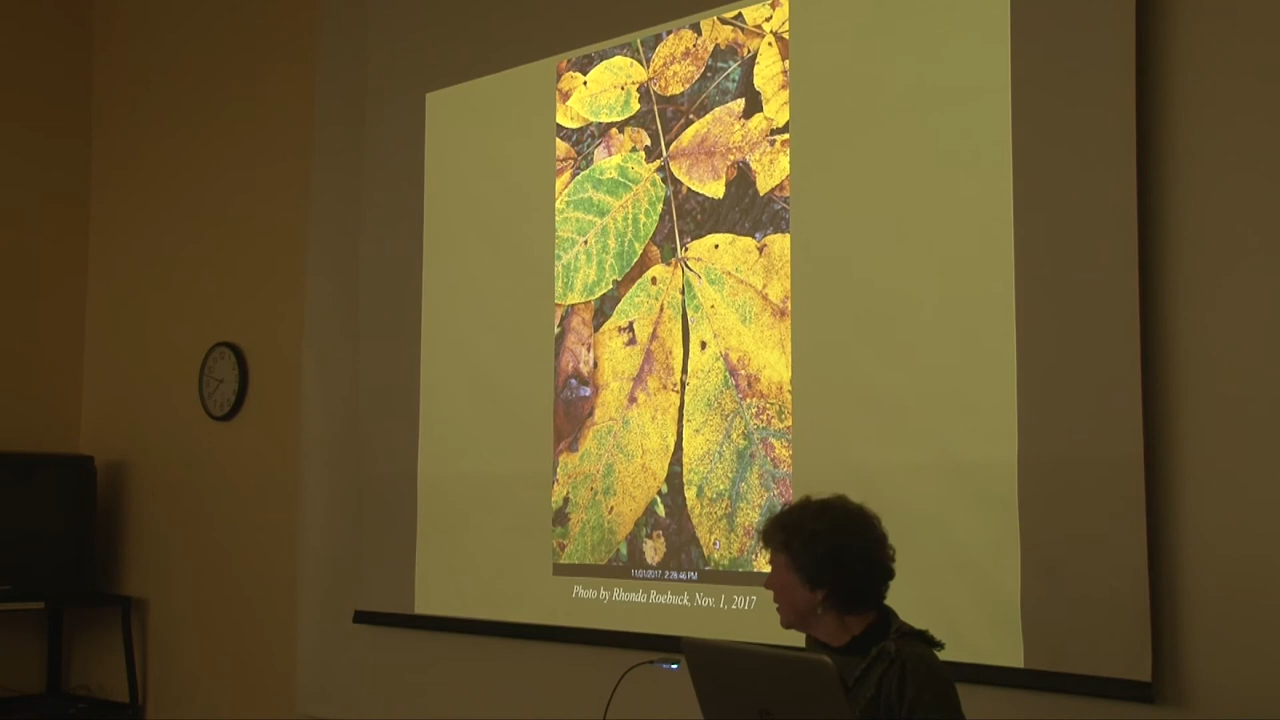 11/01/2017, 2:28:46 PM
Photo by Rhonda Roebuck, Nov. 1, 2017